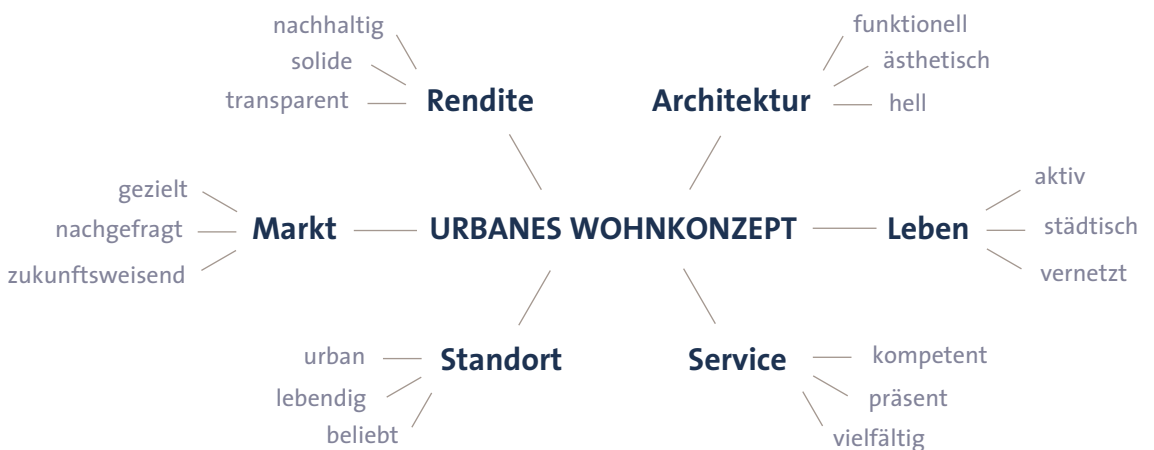 nachhaltig
solide
transparent
Rendite
funktionell
ästhetisch
hell
Architektur
gezielt
nachgefragt
zukunftsweisend
Markt
URBANES WOHNKONZEPT
Leben
aktiv
städtisch
vernetzt
urban
lebendig
beliebt
Standort
Service
kompetent
präsent
vielfältig